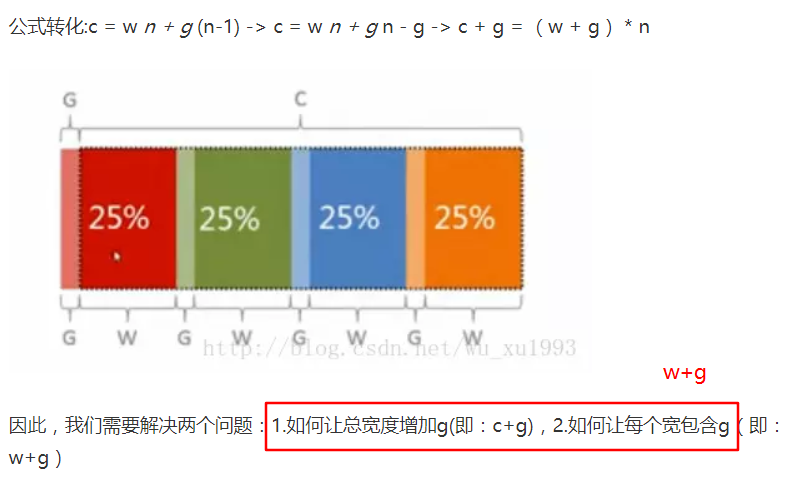 公式转化:c = w n + g (n-1) -> c = w n + g n - g -> c + g =（w + g）* n
G C
25% 25% 25% 25%
G W G W G W G W
http://blog.csdn.net/wu_xu1993
w+g
因此，我们需要解决两个问题：1.如何让总宽度增加g(即：c+g)，2.如何让每个宽包含g（即：
w+g）